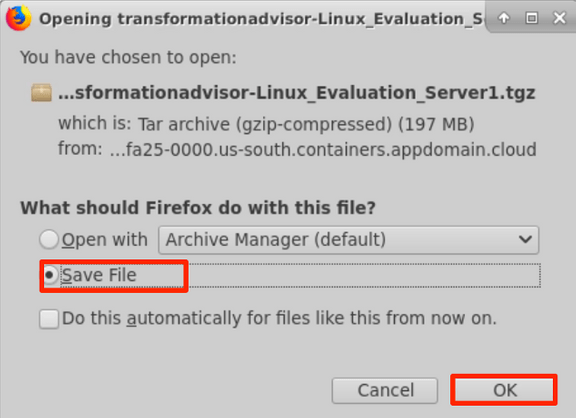 Opening transformationadvisor-Linux_Evaluation_S
You have chosen to open:
...sformationadvisor-Linux_Evaluation_Server1.tgz
which is: Tar archive (gzip-compressed) (197 MB)
from: ...fa25-0000.us-south.containers.appdomain.cloud
What should Firefox do with this file?
Open with Archive Manager (default)
Save File
Do this automatically for files like this from now on.
Cancel OK